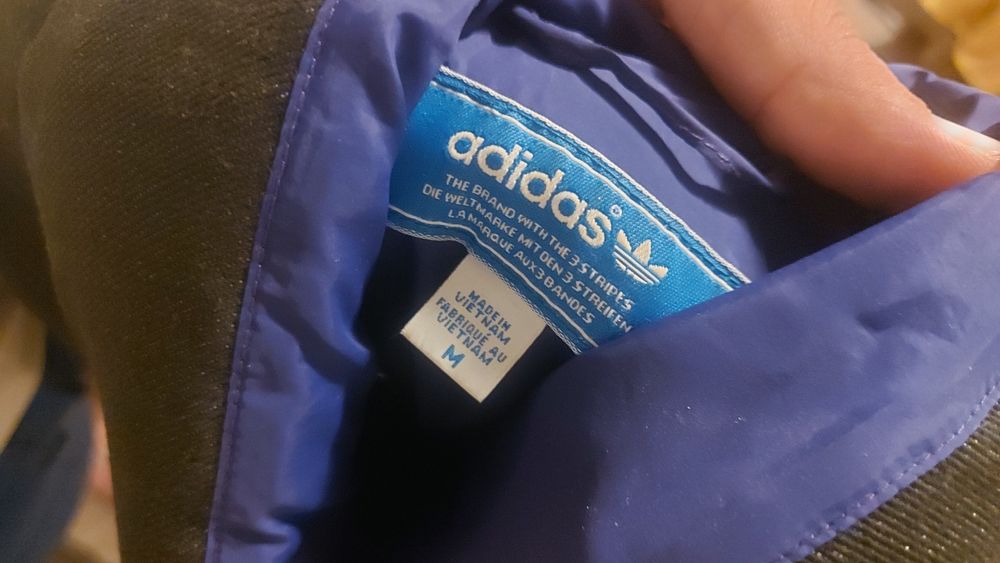 adidas
THE BRAND WITH THE 3 STRIPES
DIE WELTMARKE MIT DEN 3 STREIFEN
LA MARQUE AUX 3 BANDES
MADE IN
VIETNAM
FABRIQUÉ AU
VIETNAM
M